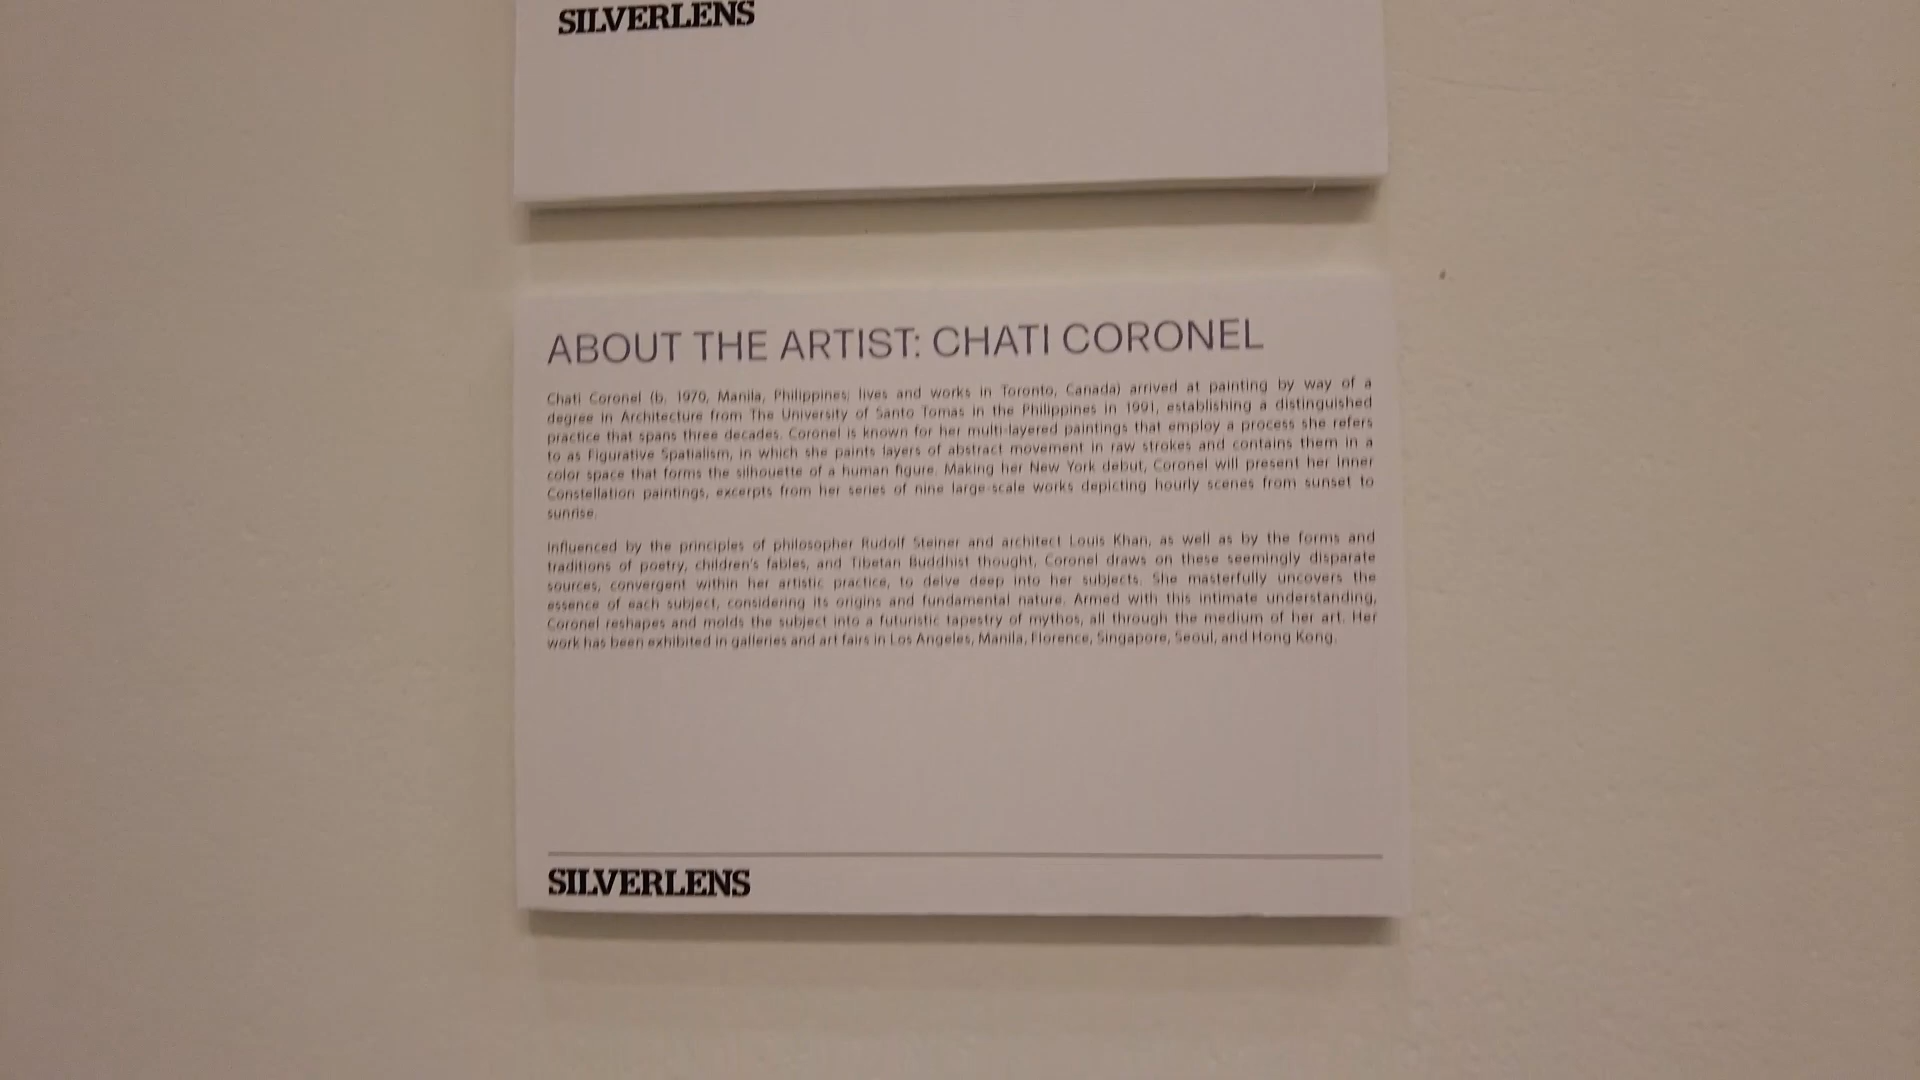 SILVERLENS
ABOUT THE ARTIST: CHATI CORONEL
Chati Coronel (b. 1970, Manila, Philippines; lives and works in Toronto, Canada) arrived at painting by way of a
degree in Architecture from The University of Santo Tomas in the Philippines in 1991, establishing a distinguished
practice that spans three decades. Coronel is known for her multi-layered paintings that employ a process she refers
to as Figurative Spatialism, in which she paints layers of abstract movement in raw strokes and contains them in a
color space that forms the silhouette of a human figure. Making her New York debut, Coronel will present her Inner
Constellation paintings, excerpts from her series of nine large-scale works depicting hourly scenes from sunset to
sunrise.
Influenced by the principles of philosopher Rudolf Steiner and architect Louis Khan, as well as by the forms and
traditions of poetry, children's fables, and Tibetan Buddhist thought, Coronel draws on these seemingly disparate
sources, convergent within her artistic practice, to delve deep into her subjects. She masterfully uncovers the
essence of each subject, considering its origins and fundamental nature. Armed with this intimate understanding,
Coronel reshapes and molds the subject into a futuristic tapestry of mythos, all through the medium of her art. Her
work has been exhibited in galleries and art fairs in Los Angeles, Manila, Florence, Singapore, Seoul, and Hong Kong.
SILVERLENS